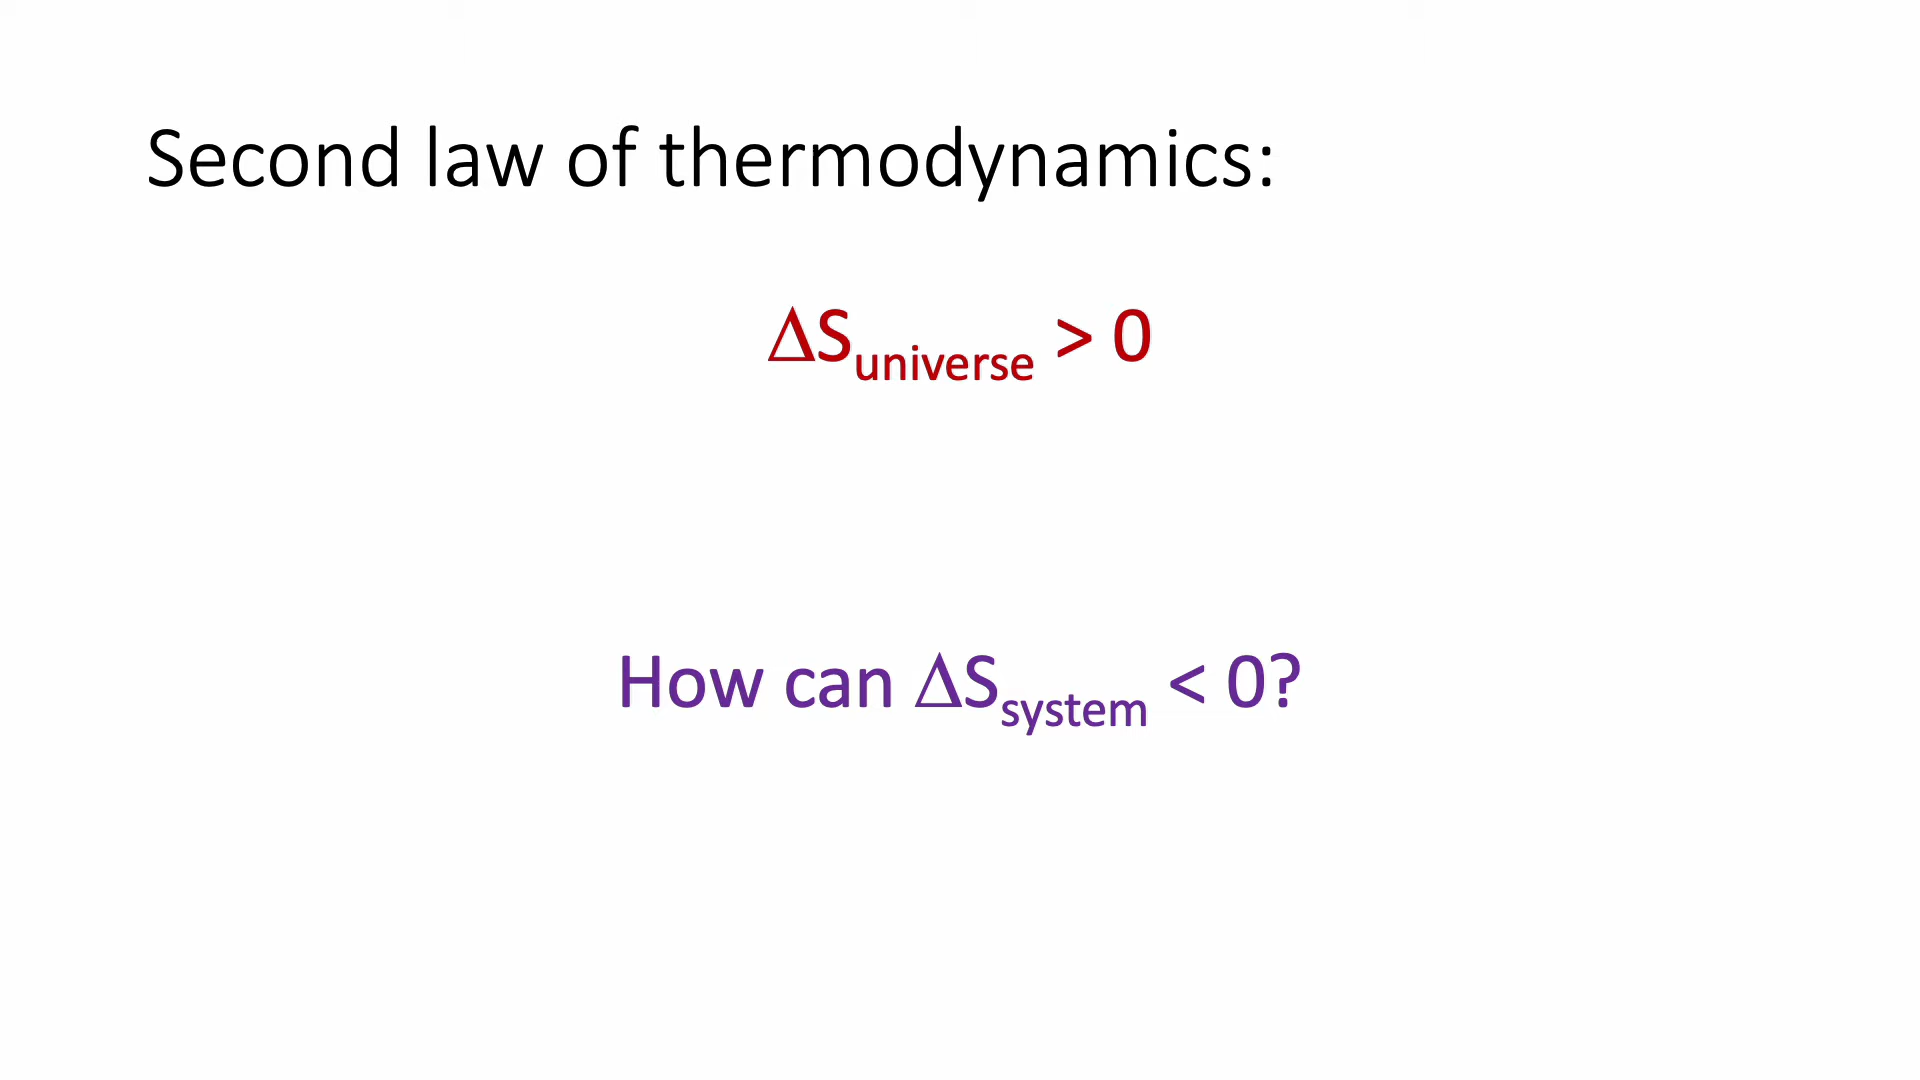 Second law of thermodynamics:
ΔSuniverse > 0
How can ΔSsystem < 0?